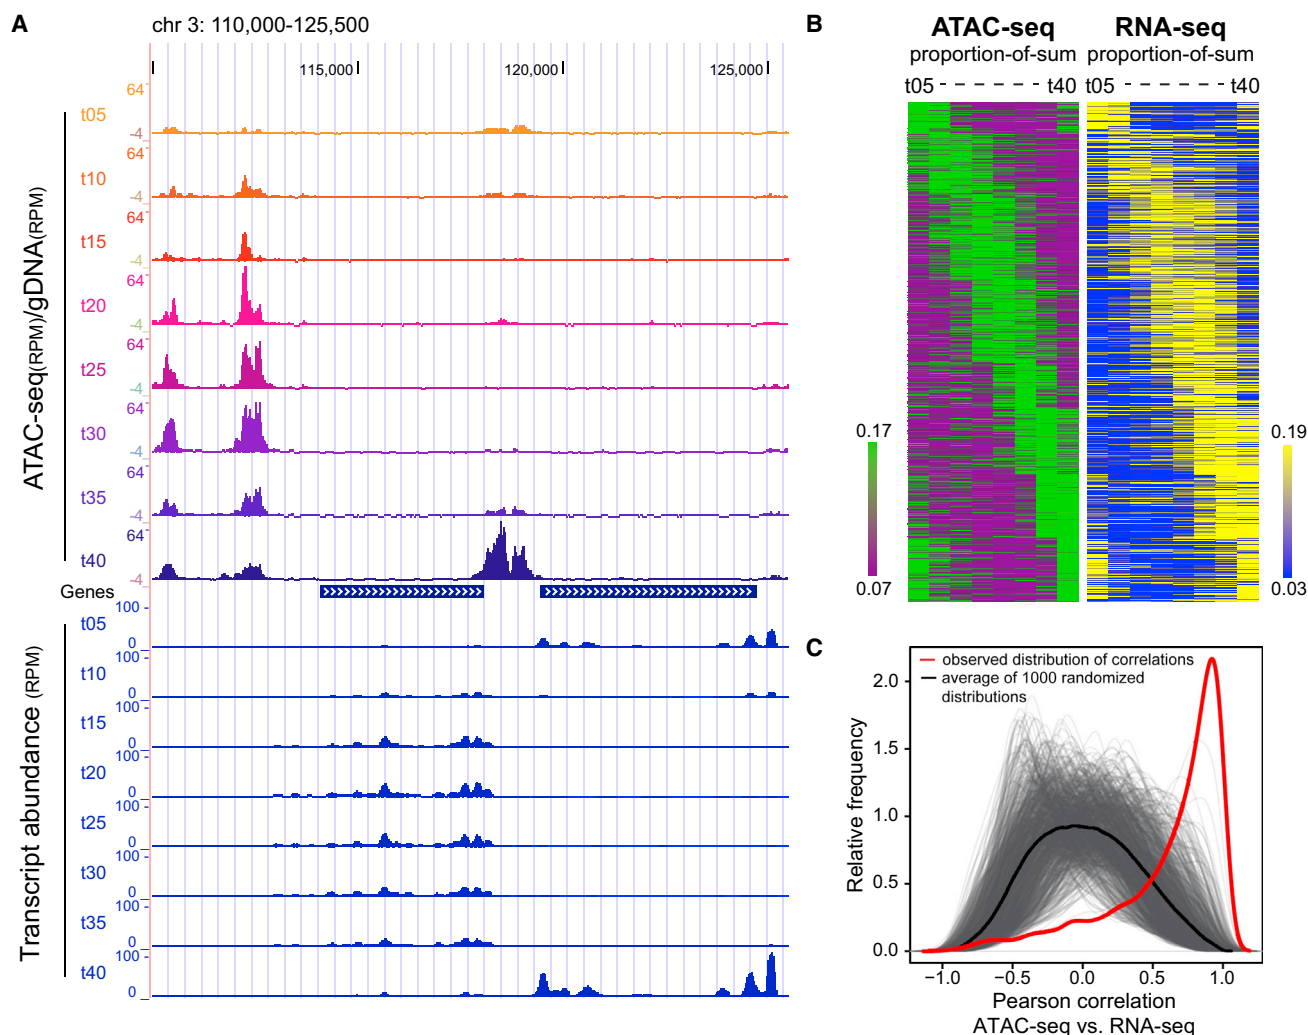 A
chr 3: 110,000-125,500
115,000
120,000
125,000
ATAC-seq(RPM)/gDNA(RPM)
t05
64
-4
t10
64
-4
t15
64
-4
t20
64
-4
t25
64
-4
t30
64
-4
t35
64
-4
t40
64
-4
Genes
Transcript abundance (RPM)
t05
100
0
t10
100
0
t15
100
0
t20
100
0
t25
100
0
t30
100
0
t35
100
0
t40
100
0
B
ATAC-seq
proportion-of-sum
t05 - - - - - - t40
RNA-seq
proportion-of-sum
t05 - - - - - - t40
0.17
0.07
0.19
0.03
C
observed distribution of correlations
average of 1000 randomized
distributions
Relative frequency
2.0
1.5
1.0
0.5
0.0
−1.0
−0.5
0.0
0.5
1.0
Pearson correlation
ATAC-seq vs. RNA-seq